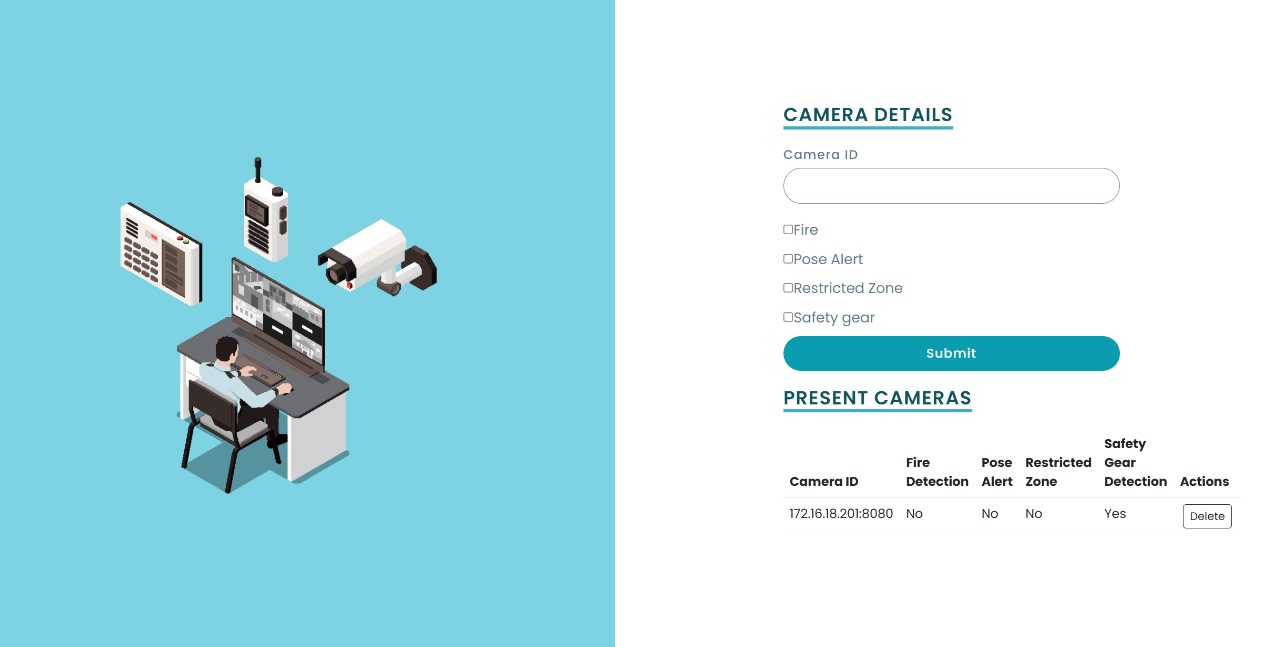 CAMERA DETAILS
Camera ID
Fire
Pose Alert
Restricted Zone
Safety gear
Submit
PRESENT CAMERAS
Camera ID Fire Detection Pose Alert Restricted Zone Safety Gear Detection Actions
172.16.18.201:8080 No No No Yes Delete